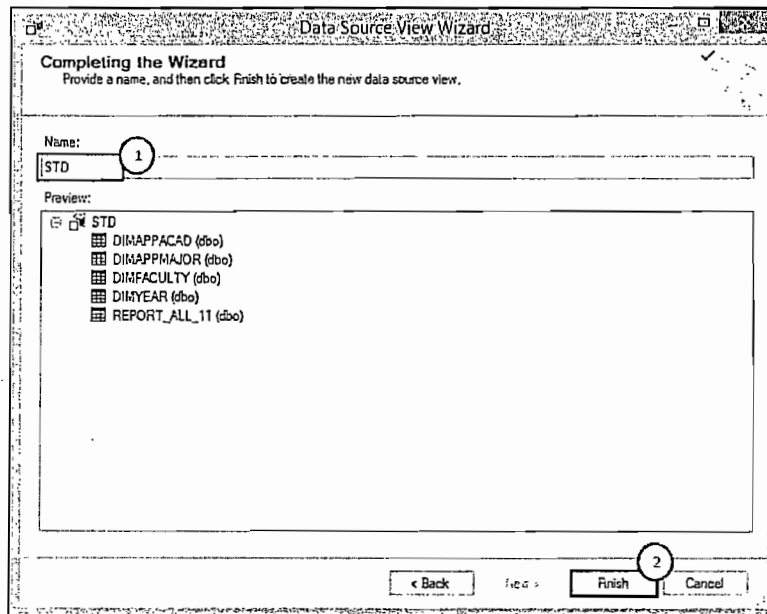 Data Source View Wizard
Completing the Wizard
Provide a name, and then click Finish to create the new data source view.
Name:
1
STD
Preview:
STD
DIMAPPACAD (dbo)
DIMAPPMAJOR (dbo)
DIMFACULTY (dbo)
DIMYEAR (dbo)
REPORT_ALL_11 (dbo)
2
< Back
Finish
Cancel